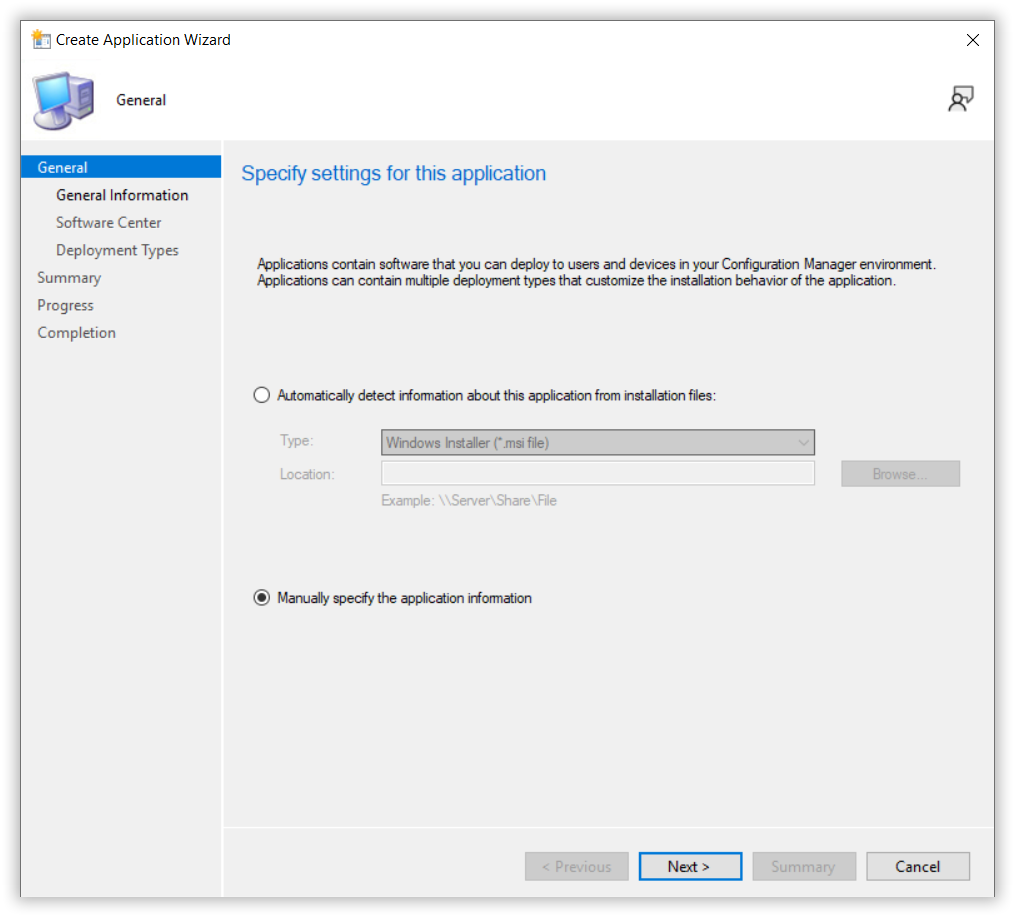 Create Application Wizard
General
General
General Information
Software Center
Deployment Types
Summary
Progress
Completion
Specify settings for this application
Applications contain software that you can deploy to users and devices in your Configuration Manager environment.
Applications can contain multiple deployment types that customize the installation behavior of the application.
Automatically detect information about this application from installation files:
Type: Windows Installer (*.msi file)
Location: Browse...
Example: \\Server\Share\File
Manually specify the application information
< Previous Next > Summary Cancel